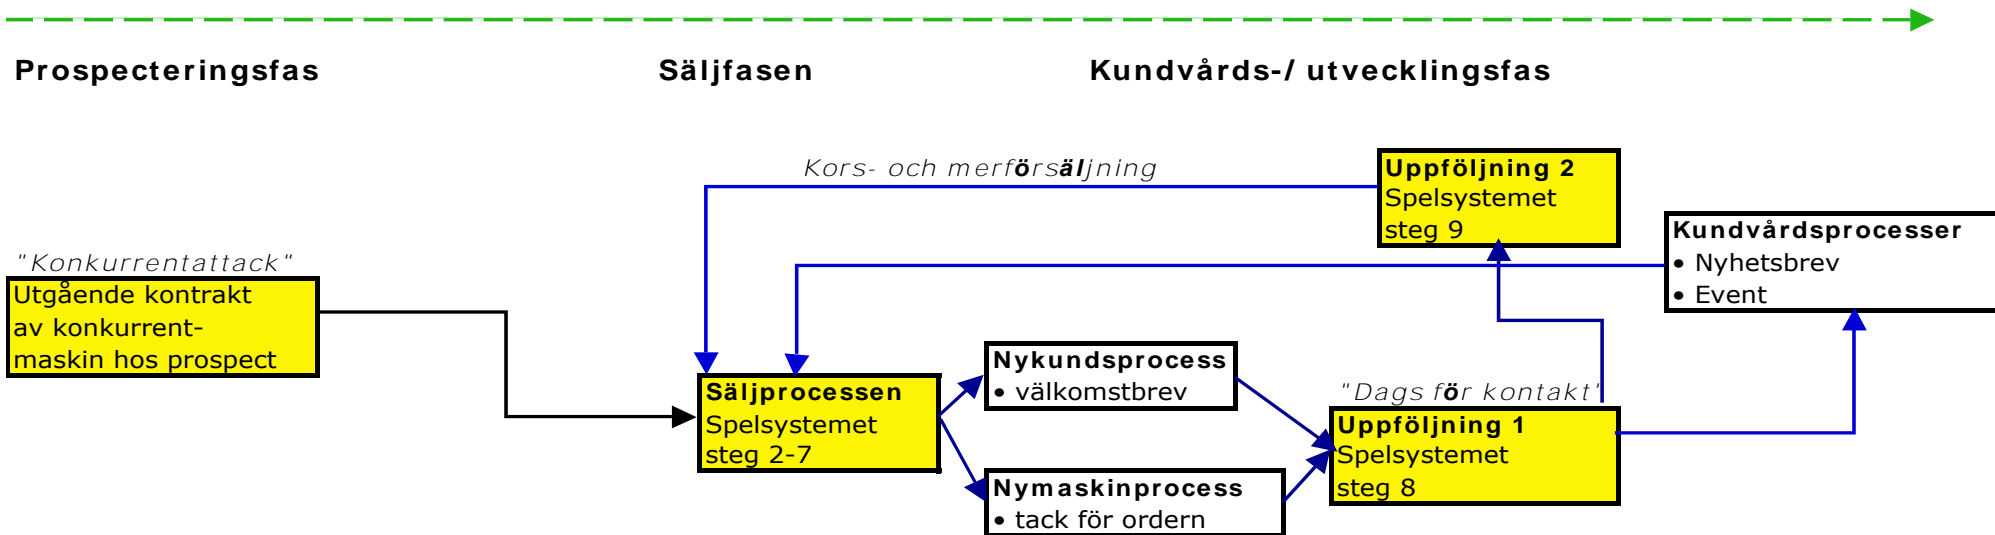 Prospecteringsfas
Säljfasen
Kundvårds-/ utvecklingsfas
Kors- och merförsäljning
Uppföljning 2
Spelsystemet
steg 9
Kundvårdsprocesser
• Nyhetsbrev
• Event
"Konkurrentattack"
Utgående kontrakt
av konkurrent-
maskin hos prospect
Säljprocessen
Spelsystemet
steg 2-7
Nykundsprocess
• välkomstbrev
Nymaskinprocess
• tack för ordern
"Dags för kontakt"
Uppföljning 1
Spelsystemet
steg 8